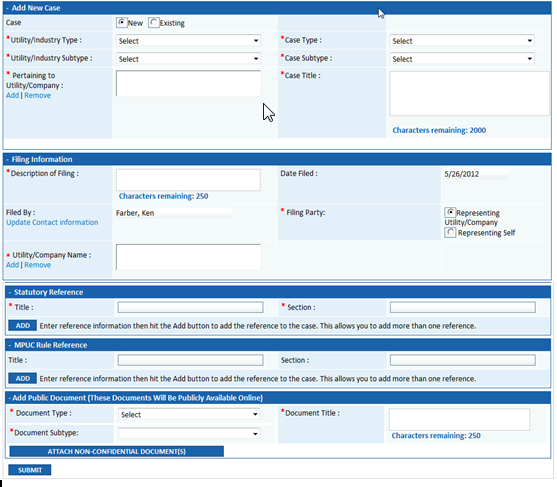 - Add New Case
Case New Existing
*Utility/Industry Type : Select *Case Type : Select
*Utility/Industry Subtype : Select *Case Subtype : Select
* Pertaining to *Case Title :
Utility/Company :
Add | Remove
Characters remaining: 2000
- Filing Information
*Description of Filing : Date Filed : 5/26/2012
Characters remaining: 250
Filed By : Farber, Ken * Filing Party: Representing
Update Contact information Utility/Company
Representing Self
* Utility/Company Name :
Add | Remove
- Statutory Reference
* Title : * Section :
ADD Enter reference information then hit the Add button to add the reference to the case. This allows you to add more than one reference.
- MPUC Rule Reference
Title : Section :
ADD Enter reference information then hit the Add button to add the reference to the case. This allows you to add more than one reference.
- Add Public Document (These Documents Will Be Publicly Available Online)
* Document Type : Select *Document Title :
*Document Subtype: Characters remaining: 250
ATTACH NON-CONFIDENTIAL DOCUMENT(S)
SUBMIT